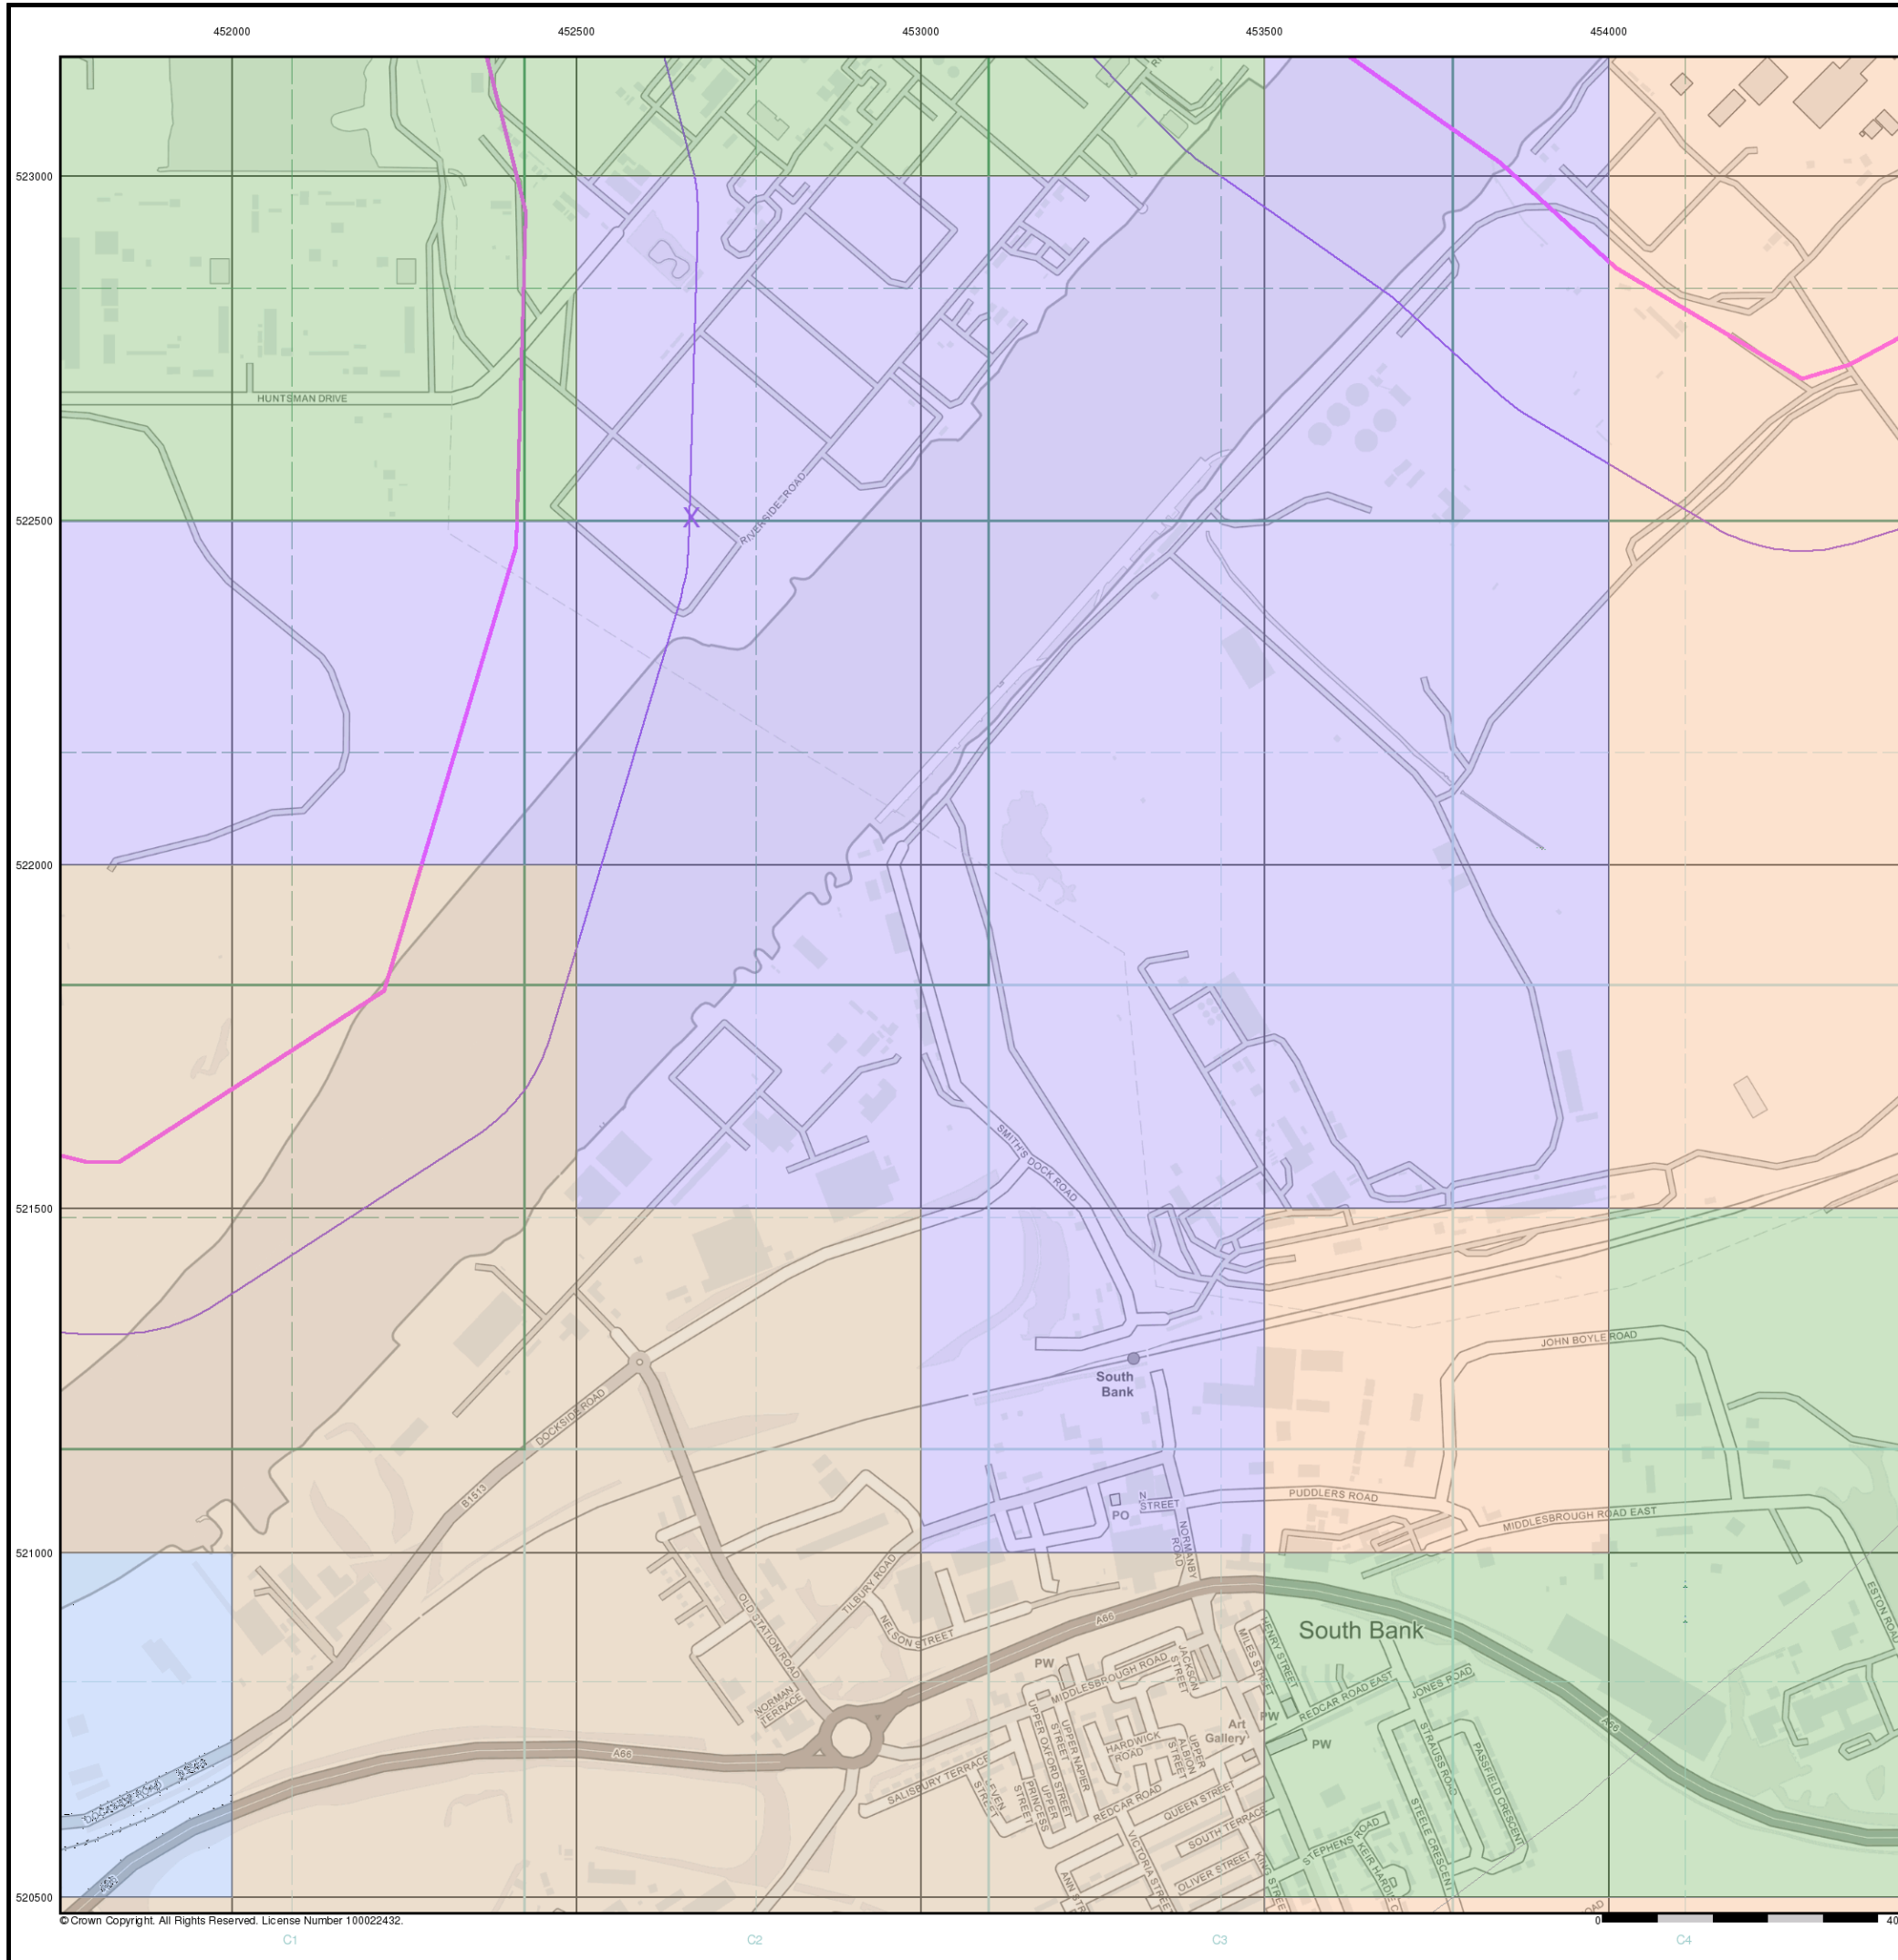 452000 452500 453000 453500 454000
523000
HUNTSMAN DRIVE
522500
X
RIVERSIDE ROAD
522000
SMITH'S DOCK ROAD
521500
South
Bank
JOHN BOYLE ROAD
DOCKSIDE ROAD
B1513
N
STREET
PO
NORMANBY
ROAD
PUDDLERS ROAD
MIDDLESBROUGH ROAD EAST
521000
TILBURY ROAD
OLD STATION ROAD
NELSON STREET
A66
South Bank
ESTON ROAD
HENRY STREET
MILES STREET
JACKSON
STREET
PW
MIDDLESBROUGH ROAD
REDCAR ROAD EAST
JONES ROAD
NORMAN
TERRACE
UPPER OXFORD STREET
UPPER NAPIER
STREET
HARDWICK
ROAD
UPPER
ALBION
STREET
Art
Gallery
PW
PW
A66
A66
STRAUSS ROAD
PASSFIELD CRESCENT
SALISBURY TERRACE
STREET
UPPER
PRINCESS
STREET
REDCAR ROAD
QUEEN STREET
SOUTH TERRACE
STEPHENS ROAD
STEELE CRESCENT
VICTORIA STREET
OLIVER STREET
520500
© Crown Copyright. All Rights Reserved. License Number 100022432.
0 40
C1 C2 C3 C4